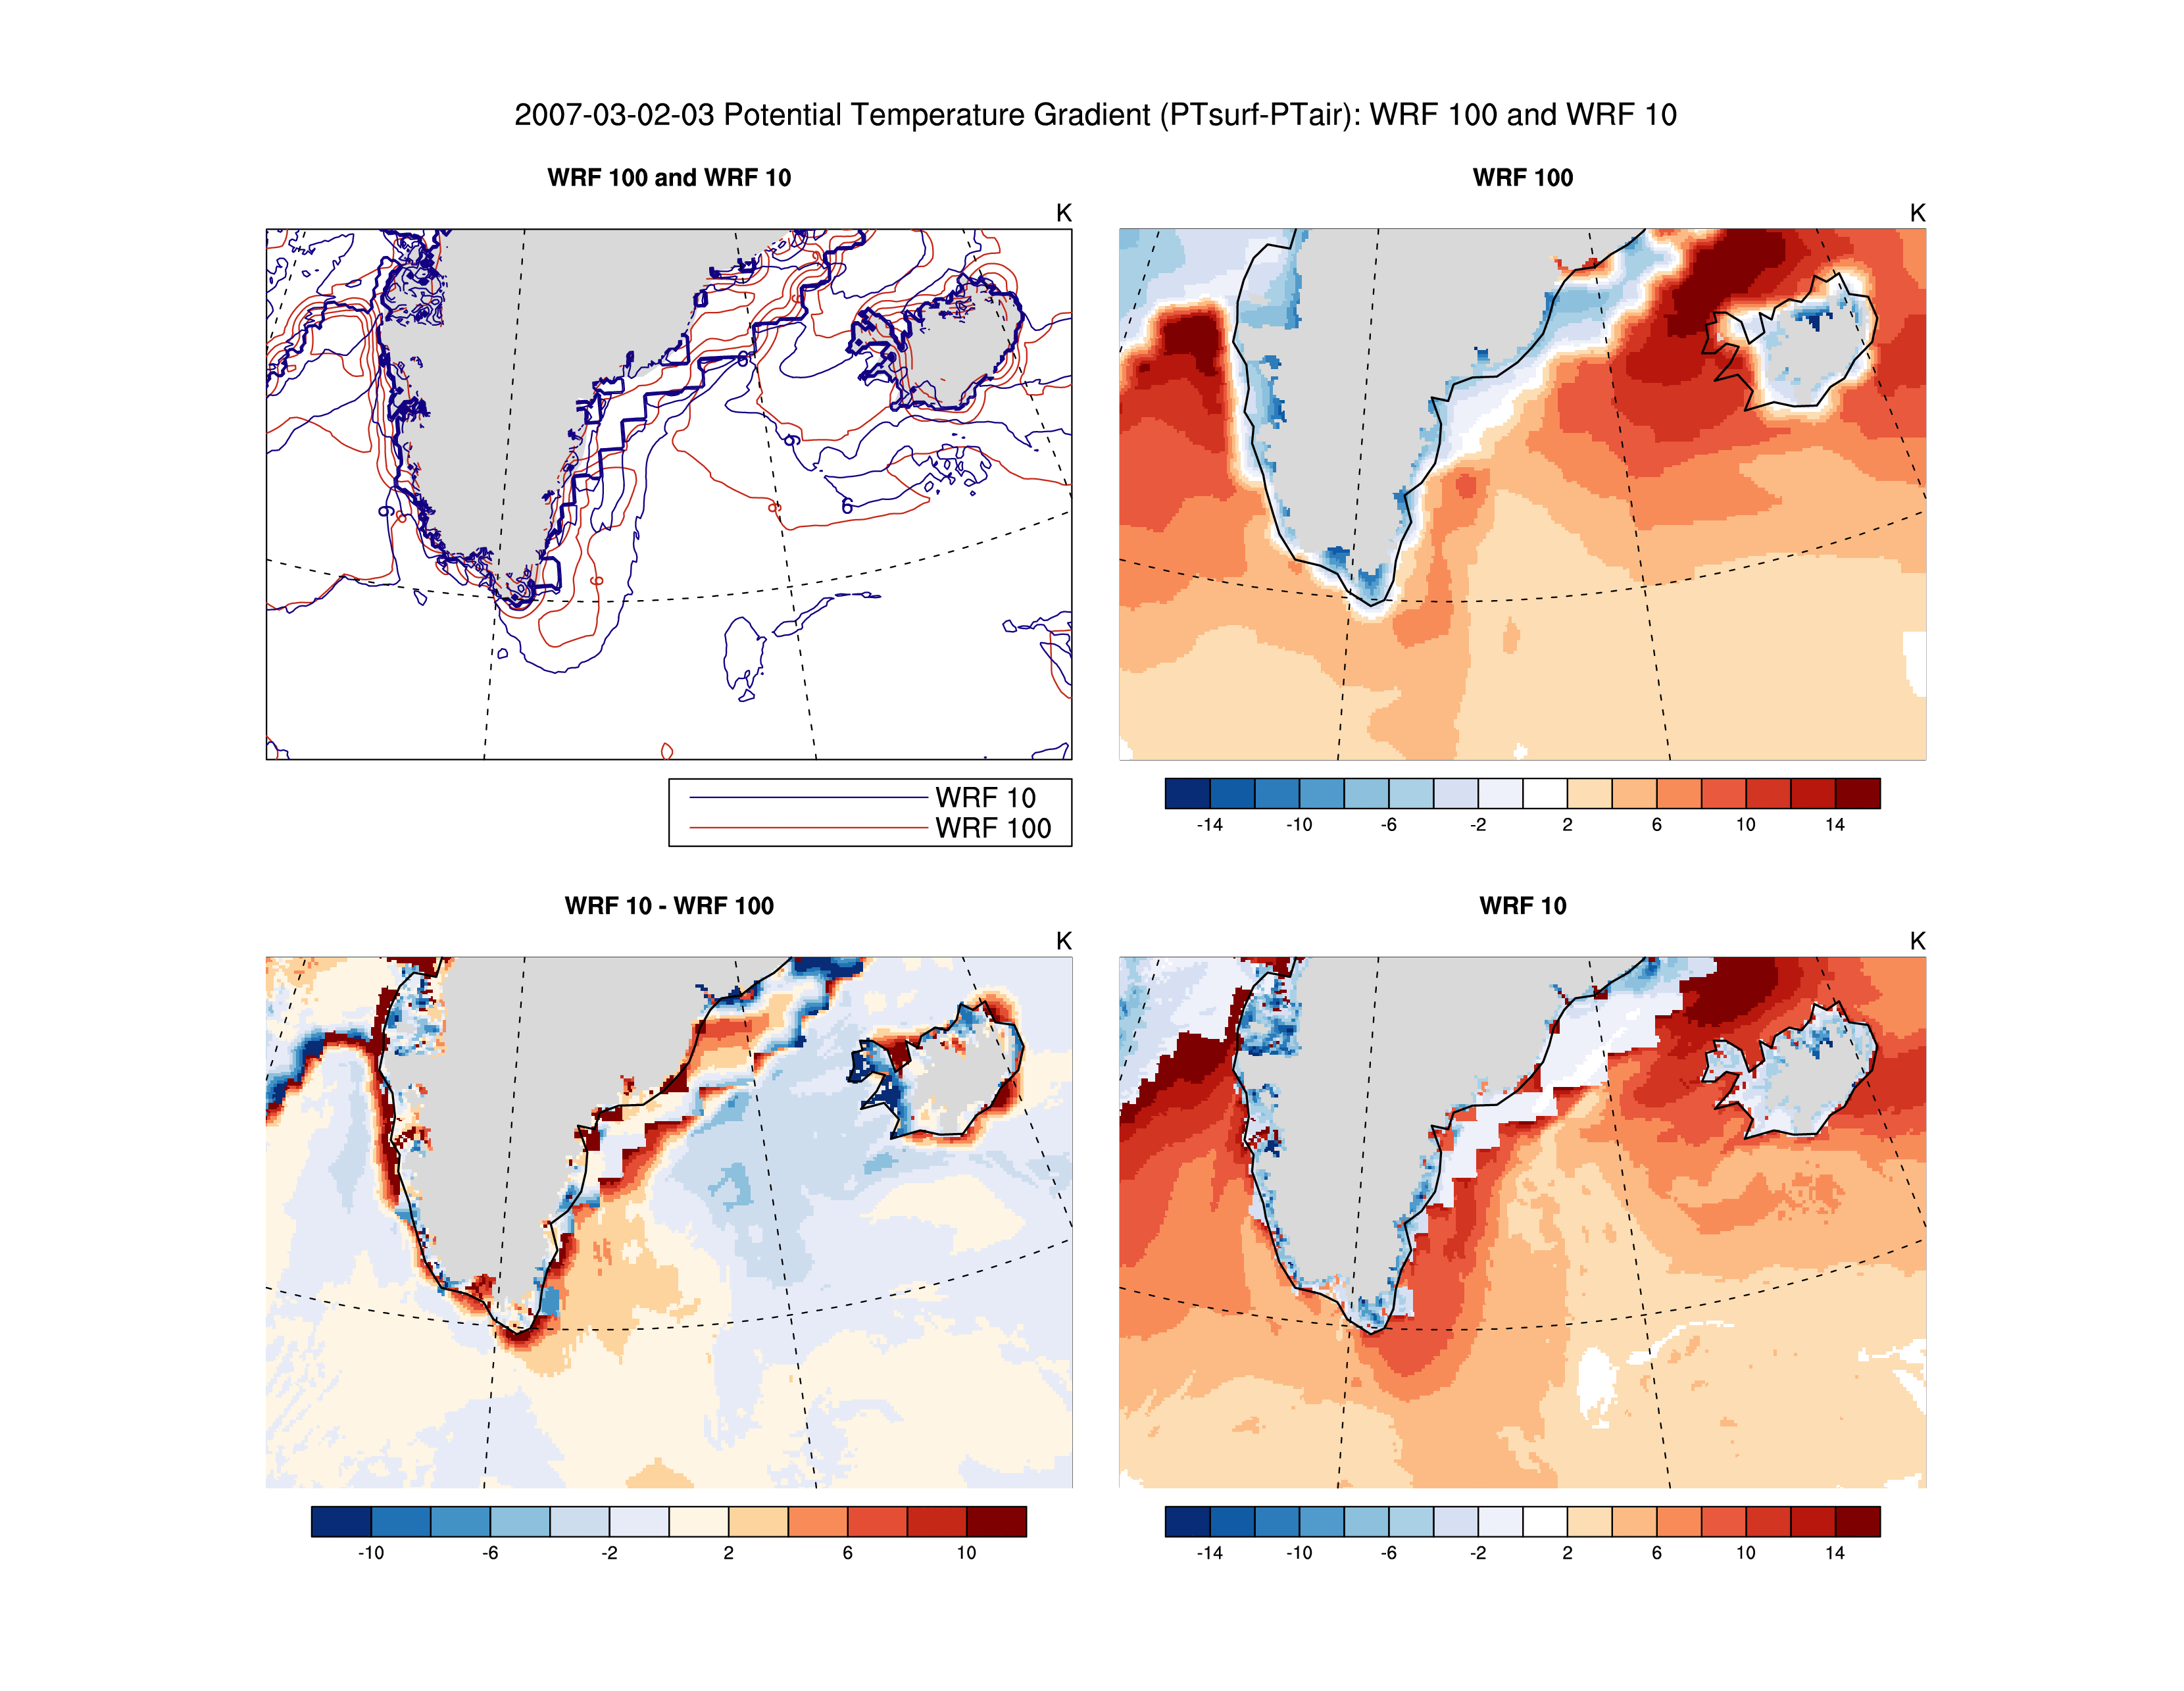 2007-03-02-03 Potential Temperature Gradient (PTsurf-PTair): WRF 100 and WRF 10
WRF 100 and WRF 10
K
6
6
8
6
6
8
6
WRF 10
WRF 100
WRF 100
K
-14 -10 -6 -2 2 6 10 14
WRF 10 - WRF 100
K
-10 -6 -2 2 6 10
WRF 10
K
-14 -10 -6 -2 2 6 10 14